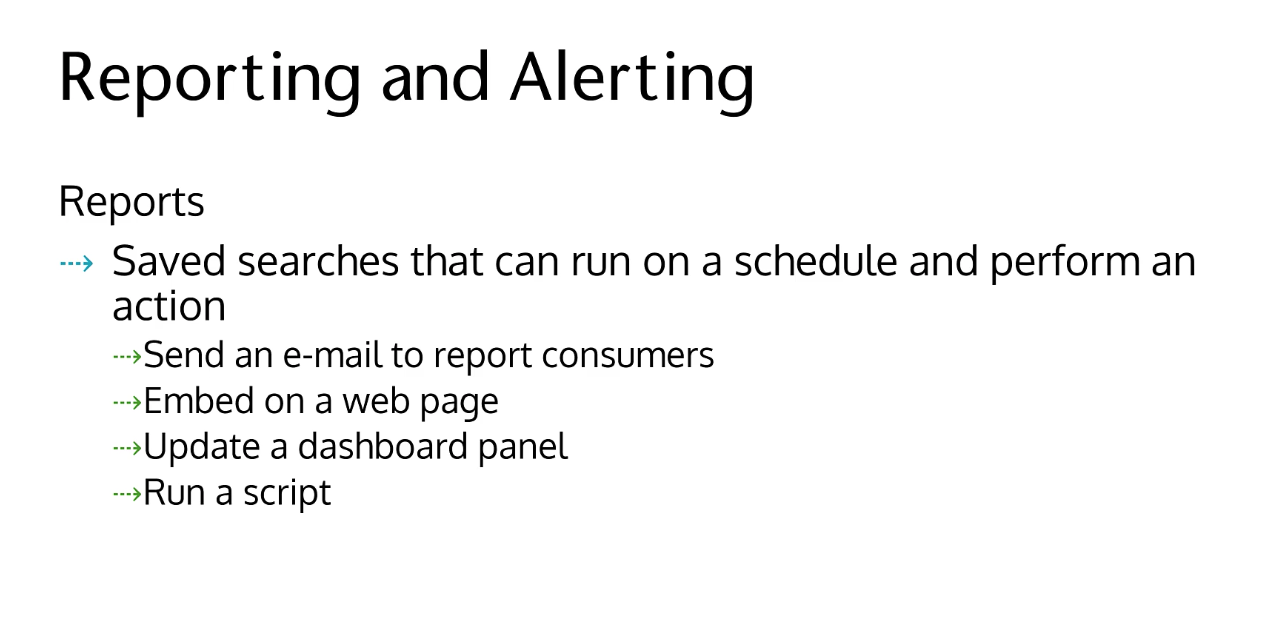 Reporting and Alerting
Reports
Saved searches that can run on a schedule and perform an
action
Send an e-mail to report consumers
Embed on a web page
Update a dashboard panel
Run a script